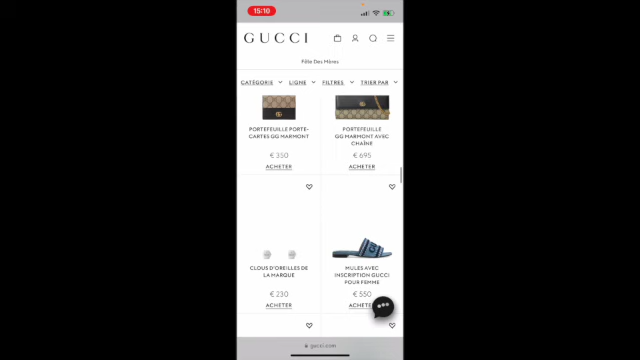 15:10
GUCCI
Fête Des Mères
CATÉGORIE
LIGNE
FILTRES
TRIER PAR
PORTEFEUILLE PORTE-
CARTES GG MARMONT
€ 350
ACHETER
PORTEFEUILLE
GG MARMONT AVEC
CHAÎNE
€ 695
ACHETER
CLOUS D'OREILLES DE
LA MARQUE
€ 230
ACHETER
MULES AVEC
INSCRIPTION GUCCI
POUR FEMME
€ 550
gucci.com